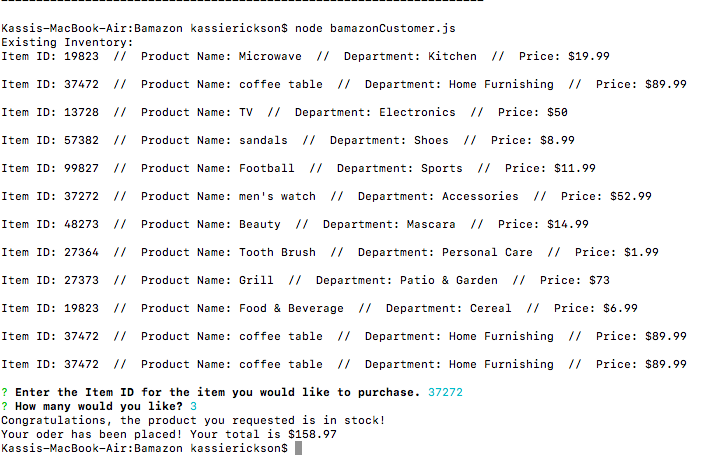 Kassis-MacBook-Air:Bamazon kassierickson$ node bamazonCustomer.js
Existing Inventory:
Item ID: 19823  //  Product Name: Microwave  //  Department: Kitchen  //  Price: $19.99
Item ID: 37472  //  Product Name: coffee table  //  Department: Home Furnishing  //  Price: $89.99
Item ID: 13728  //  Product Name: TV  //  Department: Electronics  //  Price: $50
Item ID: 57382  //  Product Name: sandals  //  Department: Shoes  //  Price: $8.99
Item ID: 99827  //  Product Name: Football  //  Department: Sports  //  Price: $11.99
Item ID: 37272  //  Product Name: men's watch  //  Department: Accessories  //  Price: $52.99
Item ID: 48273  //  Product Name: Beauty  //  Department: Mascara  //  Price: $14.99
Item ID: 27364  //  Product Name: Tooth Brush  //  Department: Personal Care  //  Price: $1.99
Item ID: 27373  //  Product Name: Grill  //  Department: Patio & Garden  //  Price: $73
Item ID: 19823  //  Product Name: Food & Beverage  //  Department: Cereal  //  Price: $6.99
Item ID: 37472  //  Product Name: coffee table  //  Department: Home Furnishing  //  Price: $89.99
Item ID: 37472  //  Product Name: coffee table  //  Department: Home Furnishing  //  Price: $89.99
? Enter the Item ID for the item you would like to purchase. 37272
? How many would you like? 3
Congratulations, the product you requested is in stock!
Your oder has been placed! Your total is $158.97
Kassis-MacBook-Air:Bamazon kassierickson$